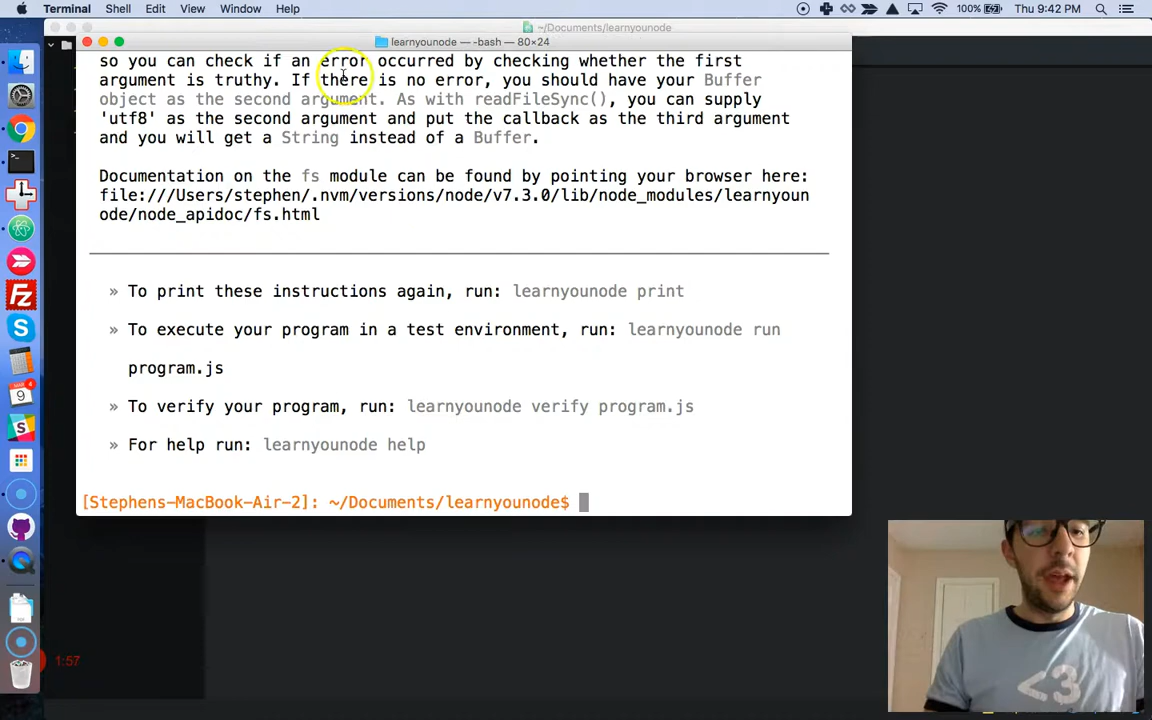 Terminal Shell Edit View Window Help 100% Thu 9:42 PM
~/Documents/learnyounode
learnyounode — -bash — 80×24
so you can check if an error occurred by checking whether the first
argument is truthy. If there is no error, you should have your Buffer
object as the second argument. As with readFileSync(), you can supply
'utf8' as the second argument and put the callback as the third argument
and you will get a String instead of a Buffer.
Documentation on the fs module can be found by pointing your browser here:
file:///Users/stephen/.nvm/versions/node/v7.3.0/lib/node_modules/learnyoun
ode/node_apidoc/fs.html
» To print these instructions again, run: learnyounode print
» To execute your program in a test environment, run: learnyounode run
program.js
» To verify your program, run: learnyounode verify program.js
» For help run: learnyounode help
[Stephens-MacBook-Air-2]: ~/Documents/learnyounode$
1:57
<3